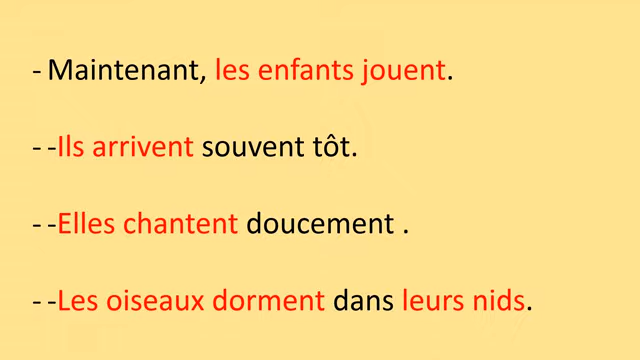 - Maintenant, les enfants jouent.
- -Ils arrivent souvent tôt.
- -Elles chantent doucement .
- -Les oiseaux dorment dans leurs nids.